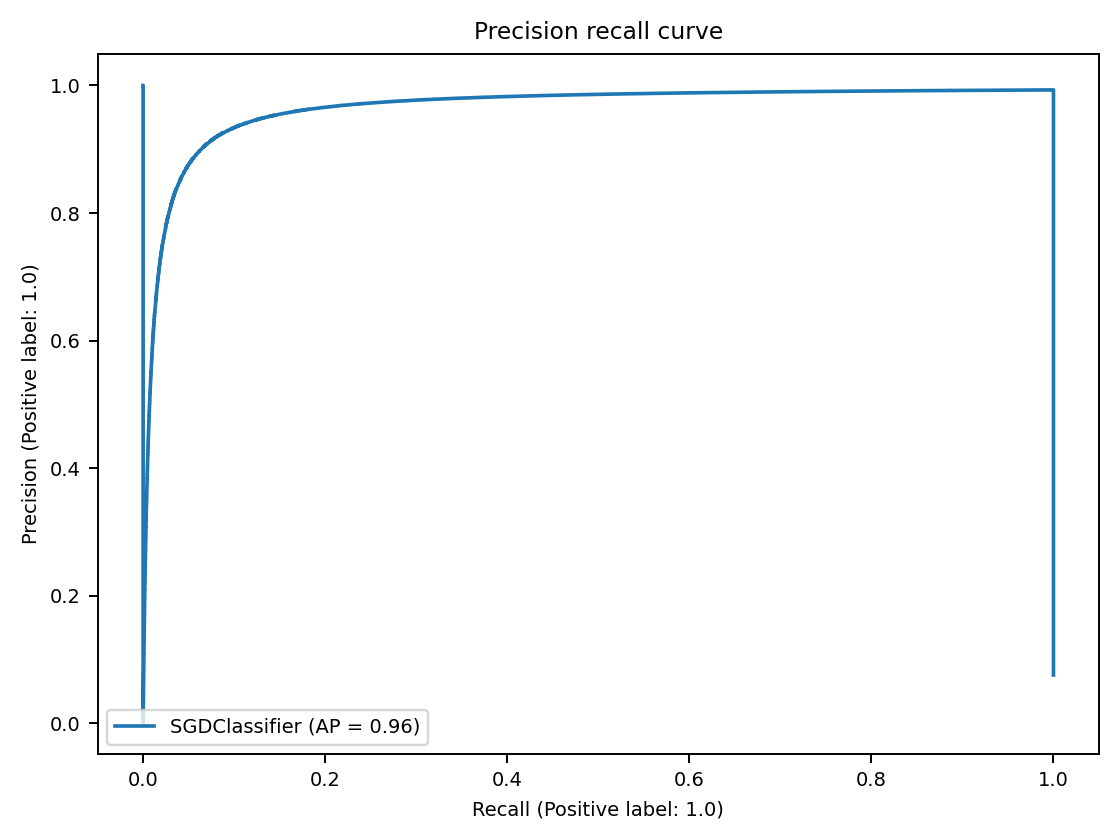 Precision recall curve
Precision (Positive label: 1.0)
1.0
0.8
0.6
0.4
0.2
0.0
SGDClassifier (AP = 0.96)
0.0 0.2 0.4 0.6 0.8 1.0
Recall (Positive label: 1.0)